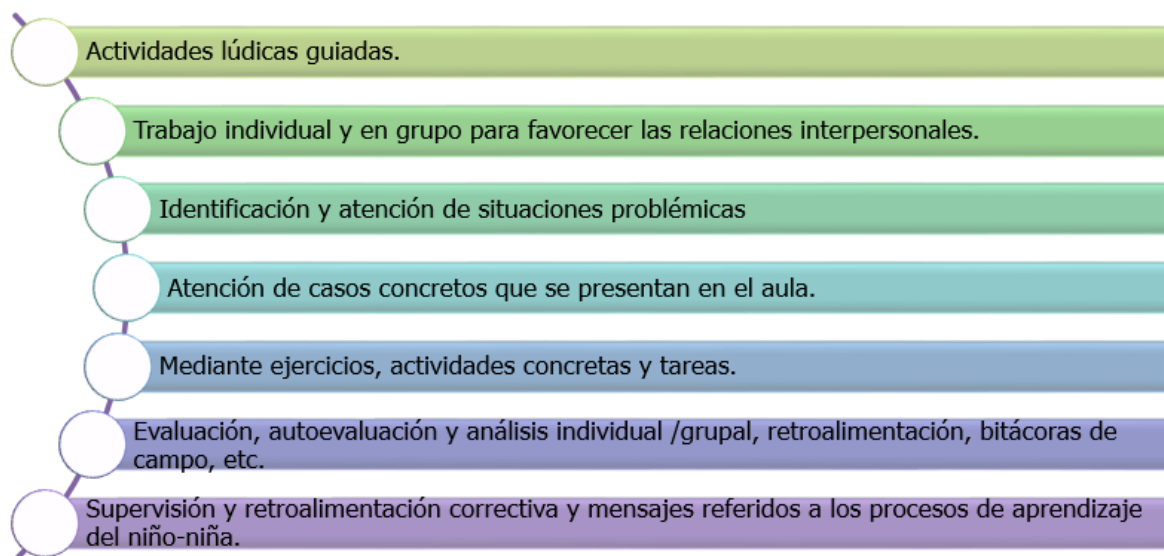 Actividades lúdicas guiadas.
Trabajo individual y en grupo para favorecer las relaciones interpersonales.
Identificación y atención de situaciones problémicas
Atención de casos concretos que se presentan en el aula.
Mediante ejercicios, actividades concretas y tareas.
Evaluación, autoevaluación y análisis individual /grupal, retroalimentación, bitácoras de
campo, etc.
Supervisión y retroalimentación correctiva y mensajes referidos a los procesos de aprendizaje
del niño-niña.